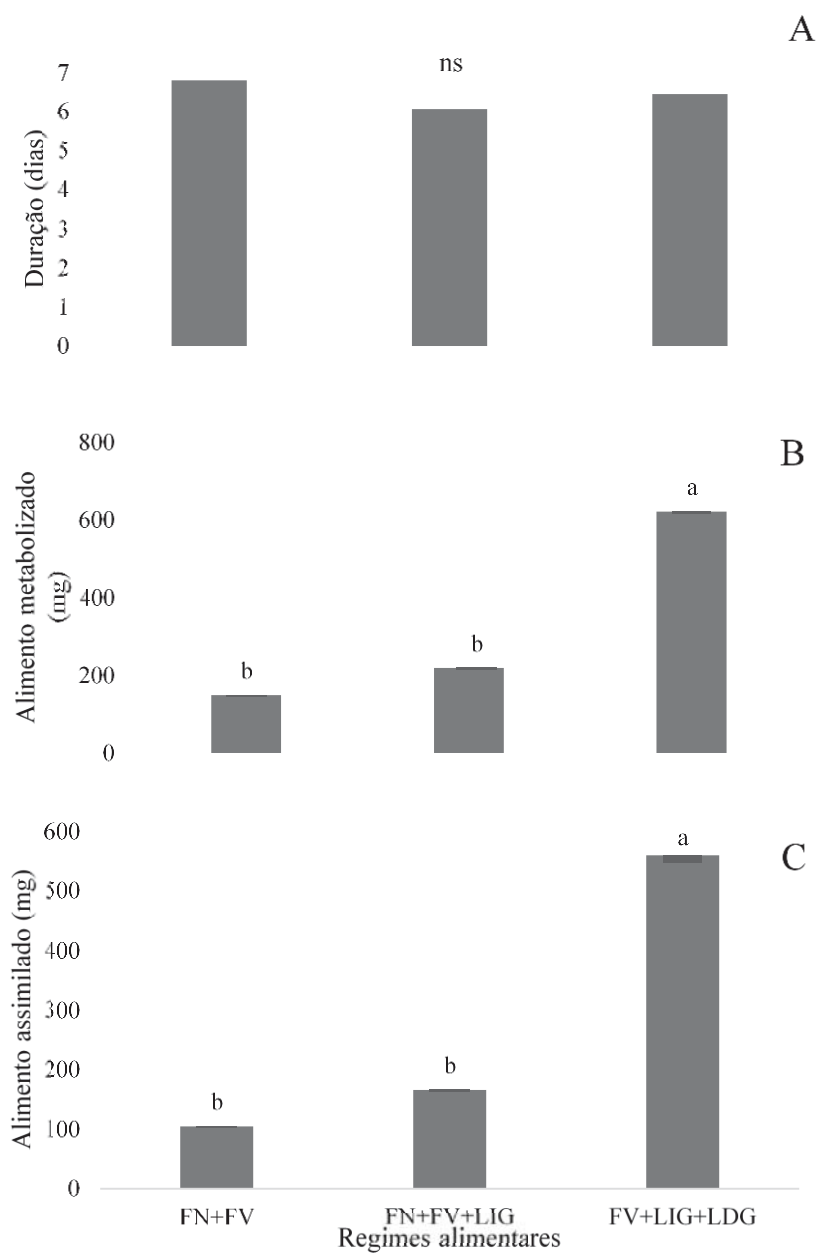 A
ns
7
6
5
4
3
2
1
0
Duração (dias)
B
800
600
400
200
0
Alimento metabolizado
(mg)
b
b
a
C
600
500
400
300
200
100
0
Alimento assimilado (mg)
b
b
a
FN+FV
FN+FV+LIG
FV+LIG+LDG
Regimes alimentares